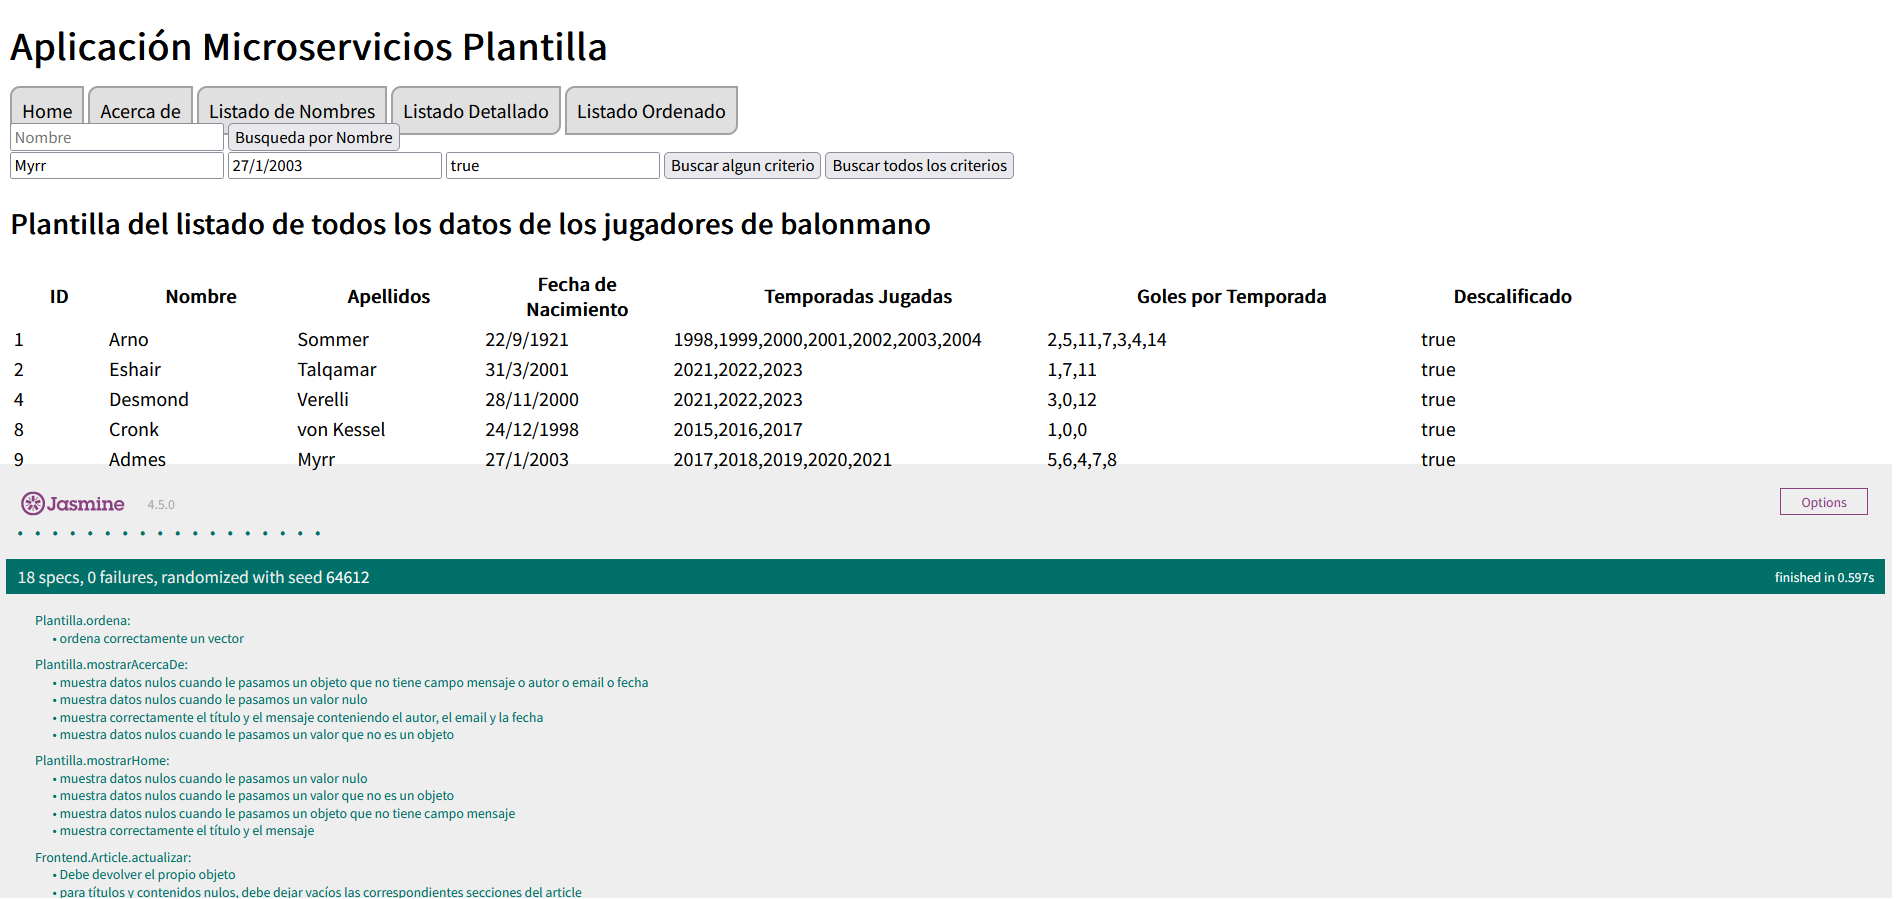 Aplicación Microservicios Plantilla
Home Acerca de Listado de Nombres Listado Detallado Listado Ordenado
Nombre Busqueda por Nombre
Myrr 27/1/2003 true Buscar algun criterio Buscar todos los criterios
Plantilla del listado de todos los datos de los jugadores de balonmano
ID Nombre Apellidos Fecha de Nacimiento Temporadas Jugadas Goles por Temporada Descalificado
1 Arno Sommer 22/9/1921 1998,1999,2000,2001,2002,2003,2004 2,5,11,7,3,4,14 true
2 Eshair Talqamar 31/3/2001 2021,2022,2023 1,7,11 true
4 Desmond Verelli 28/11/2000 2021,2022,2023 3,0,12 true
8 Cronk von Kessel 24/12/1998 2015,2016,2017 1,0,0 true
9 Admes Myrr 27/1/2003 2017,2018,2019,2020,2021 5,6,4,7,8 true
Jasmine 4.5.0 Options
• • • • • • • • • • • • • • • • • •
18 specs, 0 failures, randomized with seed 64612 finished in 0.597s
Plantilla.ordena:
• ordena correctamente un vector
Plantilla.mostrarAcercaDe:
• muestra datos nulos cuando le pasamos un objeto que no tiene campo mensaje o autor o email o fecha
• muestra datos nulos cuando le pasamos un valor nulo
• muestra correctamente el título y el mensaje conteniendo el autor, el email y la fecha
• muestra datos nulos cuando le pasamos un valor que no es un objeto
Plantilla.mostrarHome:
• muestra datos nulos cuando le pasamos un valor nulo
• muestra datos nulos cuando le pasamos un valor que no es un objeto
• muestra datos nulos cuando le pasamos un objeto que no tiene campo mensaje
• muestra correctamente el título y el mensaje
Frontend.Article.actualizar:
• Debe devolver el propio objeto
• para títulos y contenidos nulos, debe dejar vacíos las correspondientes secciones del article